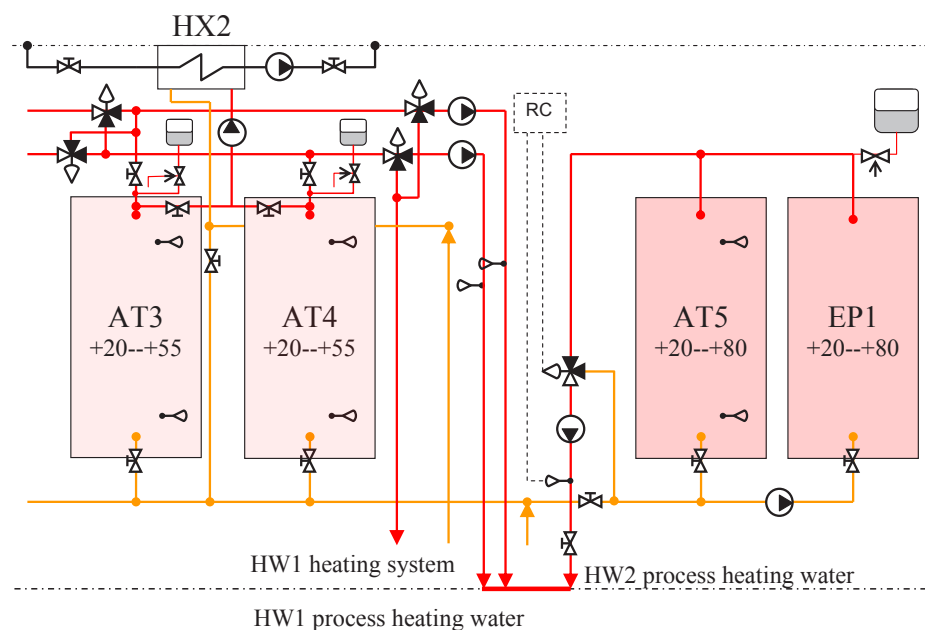 HX2
RC
AT3
+20--+55
AT4
+20--+55
AT5
+20--+80
EP1
+20--+80
HW1 heating system
HW2 process heating water
HW1 process heating water